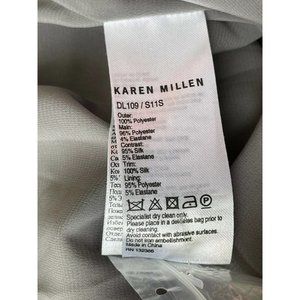 KAREN MILLEN
DL109 / S11S
Outer:
100% Polyester
Main:
96% Polyester
4% Elastane
Contrast:
95% Silk
5% Elastane
Trim:
100% Silk
Lining:
95% Polyester
5% Elastane
Specialist dry clean only.
Please place in a delicates bag prior to
dry cleaning.
Avoid contact with abrasive surfaces.
Do not iron embellishment.
Made in China
RN 132366